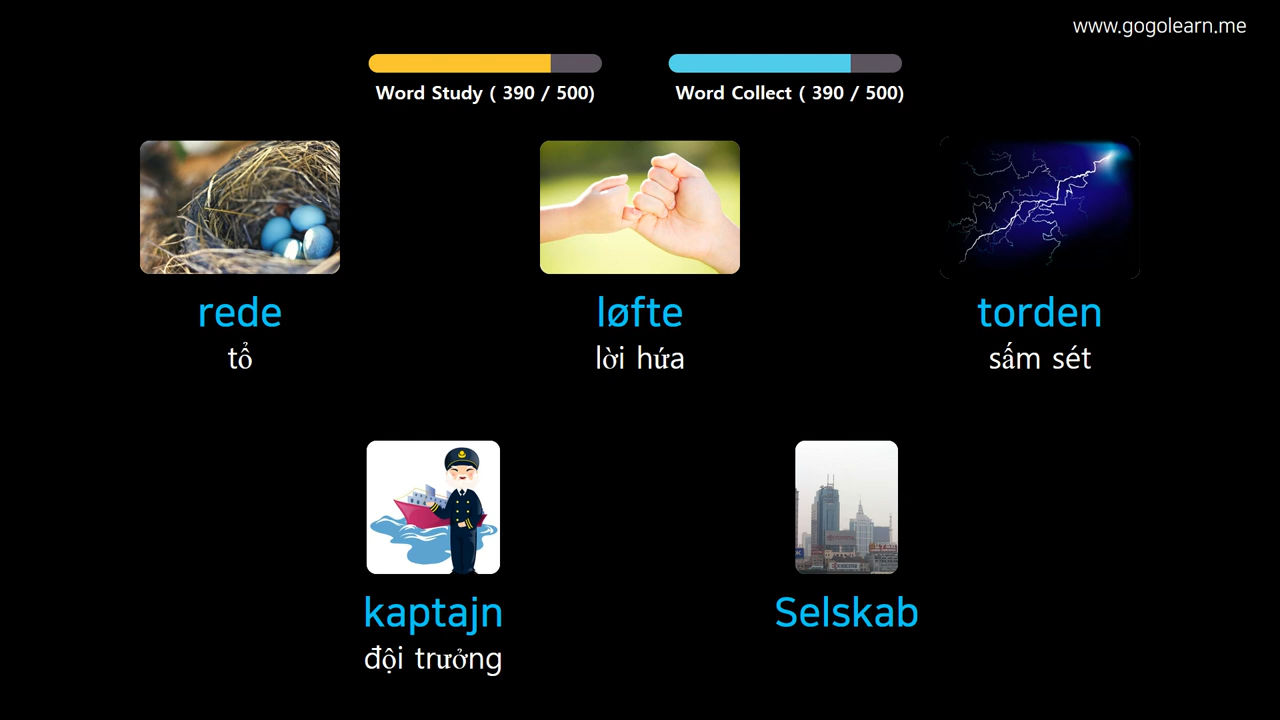 www.gogolearn.me
Word Study ( 390 / 500)
Word Collect ( 390 / 500)
rede
tổ
løfte
lời hứa
torden
sấm sét
kaptajn
đội trưởng
Selskab